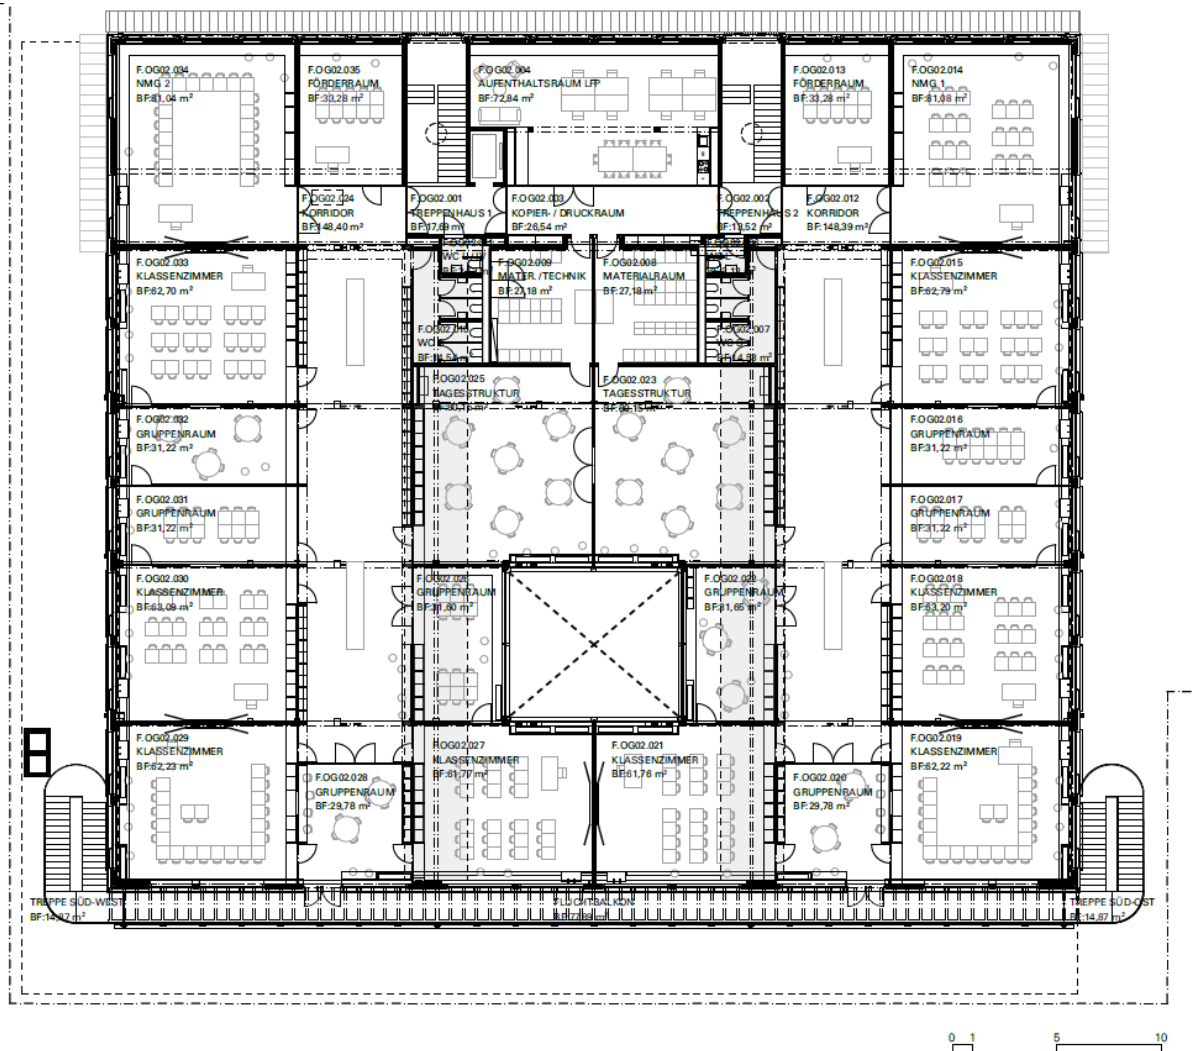 F.OG02.034
NMG 2
BF:81,04 m²
F.OG02.035
FÖRDERRAUM
BF:33,28 m²
F.OG02.004
AUFENTHALTSRAUM LFP
BF:72,84 m²
F.OG02.013
FÖRDERRAUM
BF:33,28 m²
F.OG02.014
NMG 1
BF:81,08 m²
F.OG02.024
KORRIDOR
BF:148,40 m²
F.OG02.001
TREPPENHAUS 1
BF:17,69 m²
F.OG02.003
KOPIER- / DRUCKRAUM
BF:26,54 m²
F.OG02.002
TREPPENHAUS 2
BF:13,52 m²
F.OG02.012
KORRIDOR
BF:148,39 m²
F.OG02.033
KLASSENZIMMER
BF:62,70 m²
WC
F.OG02.009
MATER. / TECHNIK
BF:27,18 m²
F.OG02.008
MATERIALRAUM
BF:27,18 m²
F.OG02.015
KLASSENZIMMER
BF:62,79 m²
WC
F.OG02.007
WC
F.OG02.025
TAGESSTRUKTUR
F.OG02.023
TAGESSTRUKTUR
F.OG02.032
GRUPPENRAUM
BF:31,22 m²
F.OG02.016
GRUPPENRAUM
BF:31,22 m²
F.OG02.031
GRUPPENRAUM
BF:31,22 m²
F.OG02.017
GRUPPENRAUM
BF:31,22 m²
F.OG02.030
KLASSENZIMMER
BF:63,09 m²
GRUPPENRAUM
BF:31,60 m²
GRUPPENRAUM
BF:31,65 m²
F.OG02.018
KLASSENZIMMER
BF:63,20 m²
F.OG02.029
KLASSENZIMMER
BF:62,23 m²
F.OG02.028
GRUPPENRAUM
BF:29,78 m²
F.OG02.027
KLASSENZIMMER
BF:61,77 m²
F.OG02.021
KLASSENZIMMER
BF:61,76 m²
F.OG02.020
GRUPPENRAUM
BF:29,78 m²
F.OG02.019
KLASSENZIMMER
BF:62,22 m²
TREPPE SÜD-WEST
BF:14,87 m²
FLUCHTBALKON
TREPPE SÜD-OST
BF:14,87 m²
0 1 5 10